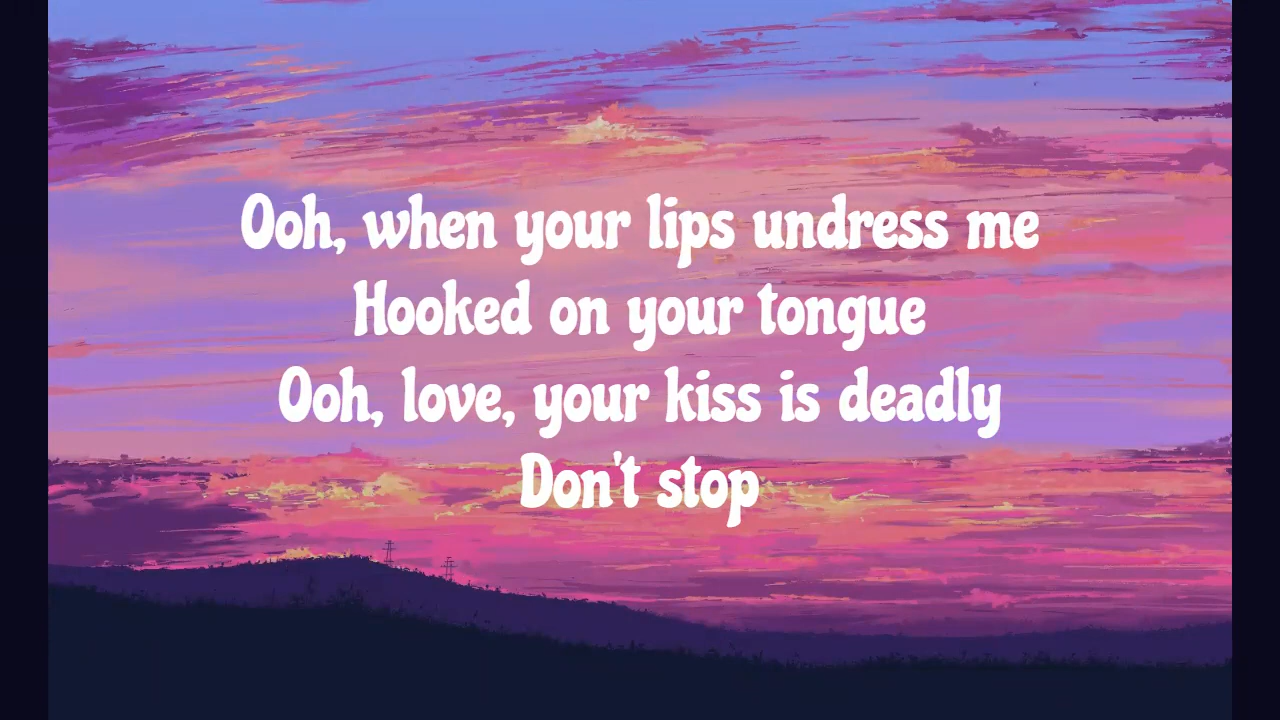 Ooh, when your lips undress me
Hooked on your tongue
Ooh, love, your kiss is deadly
Don't stop